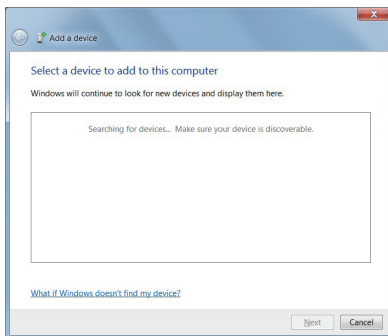 Add a device
Select a device to add to this computer
Windows will continue to look for new devices and display them here.
Searching for devices... Make sure your device is discoverable.
What if Windows doesn't find my device?
Next
Cancel